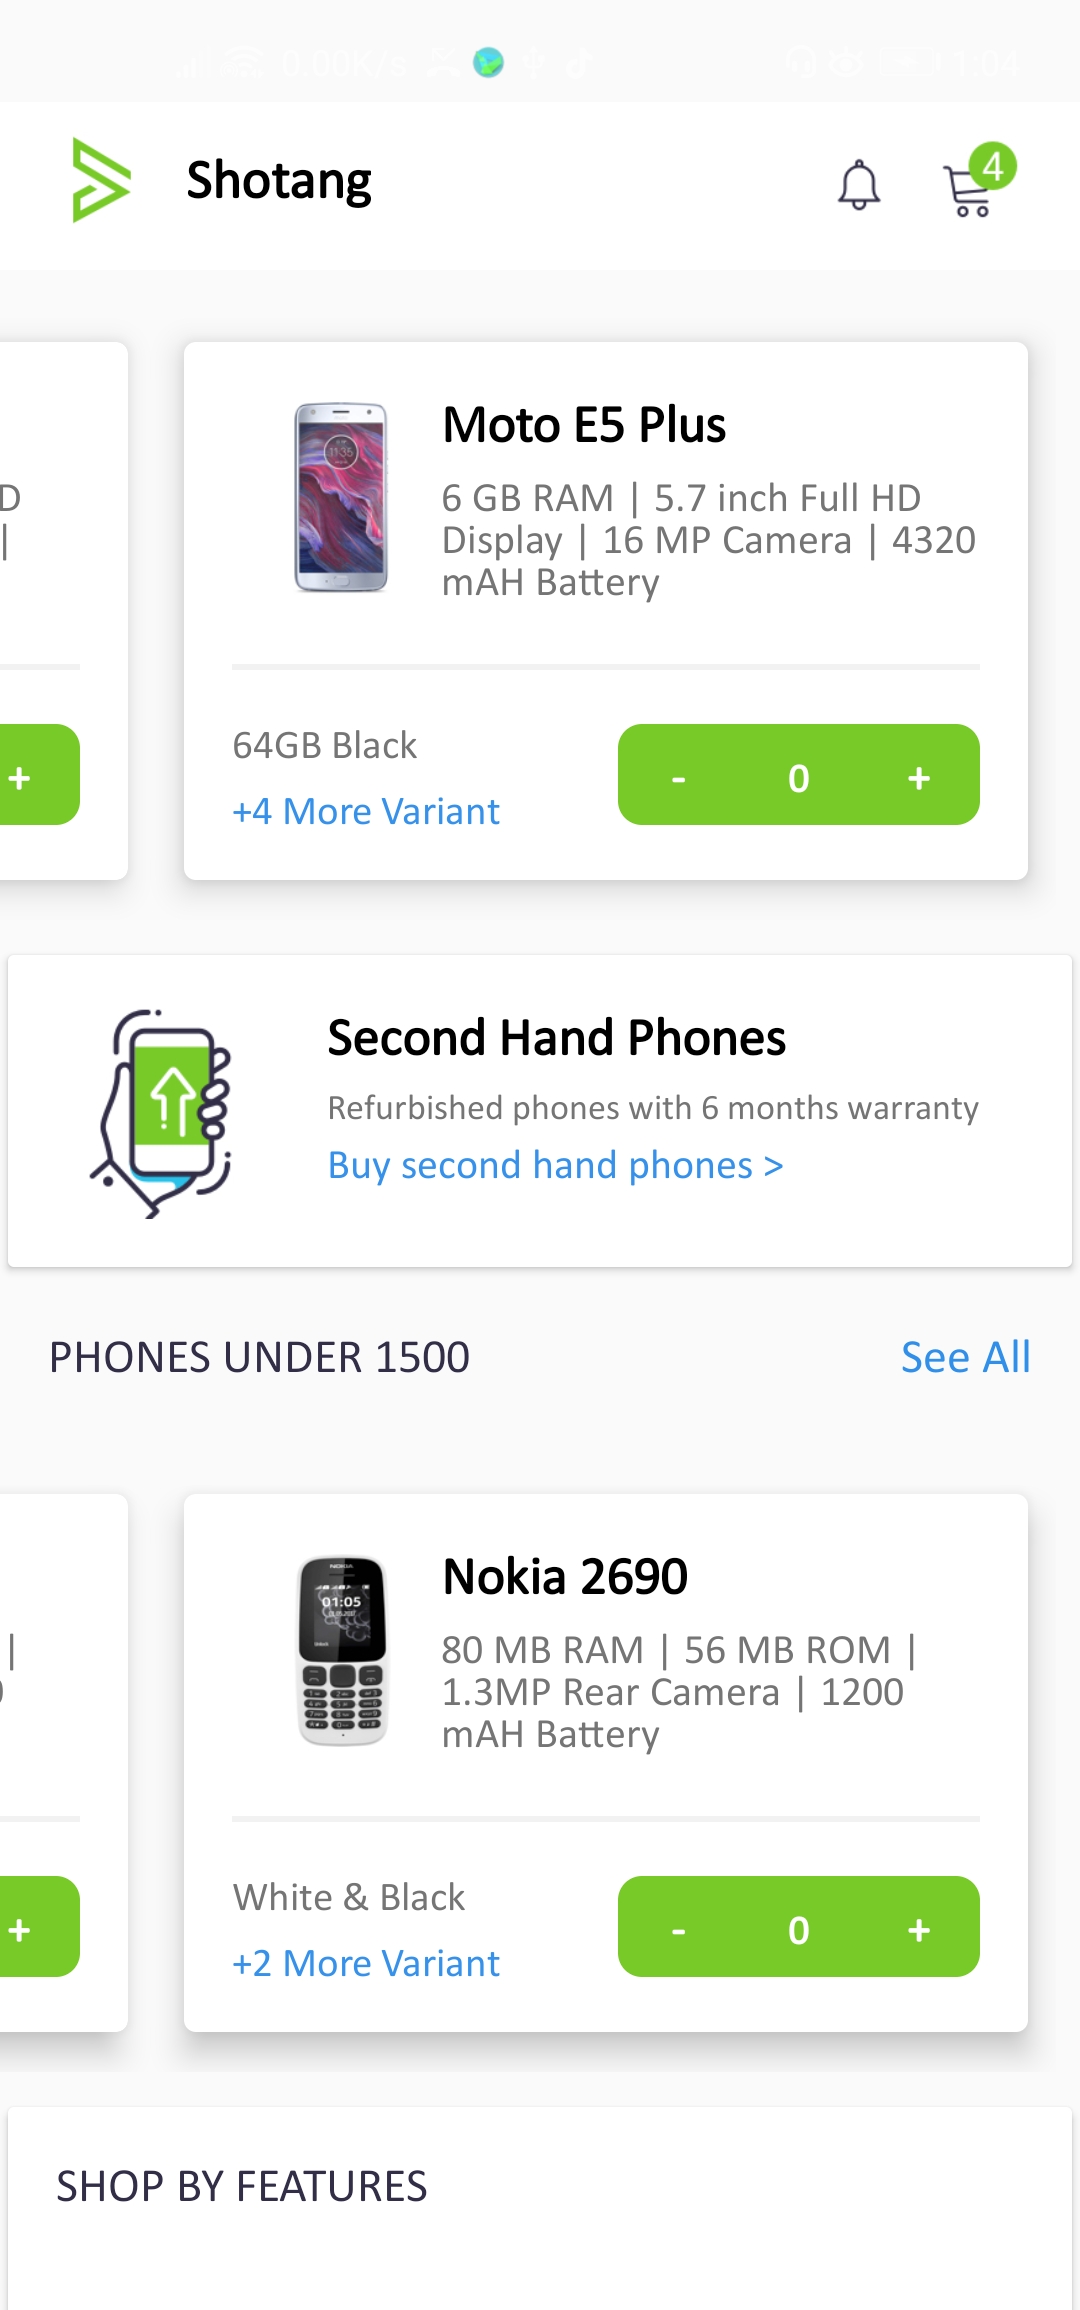 0.00K/s 1:04
Shotang
4
Moto E5 Plus
D
6 GB RAM | 5.7 inch Full HD
|
Display | 16 MP Camera | 4320
mAH Battery
64GB Black
+
- 0 +
+4 More Variant
Second Hand Phones
Refurbished phones with 6 months warranty
Buy second hand phones >
PHONES UNDER 1500
See All
NOKIA
01:05
Nokia 2690
|
80 MB RAM | 56 MB ROM |
1.3MP Rear Camera | 1200
mAH Battery
White & Black
+
- 0 +
+2 More Variant
SHOP BY FEATURES